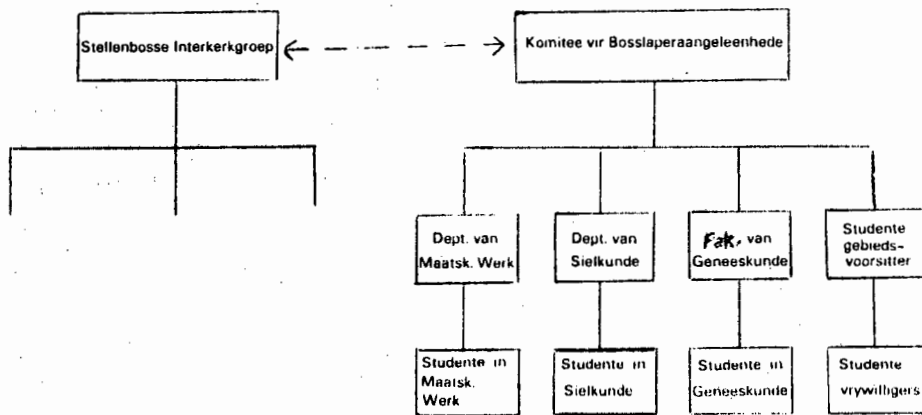 Stellenbosse Interkerkgroep
Komitee vir Bosslaperaangeleenhede
Dept. van
Maatsk. Werk
Dept. van
Sielkunde
Fak. van
Geneeskunde
Studente
gebieds-
voorsitter
Studente in
Maatsk.
Werk
Studente in
Sielkunde
Studente in
Geneeskunde
Studente
vrywilligers